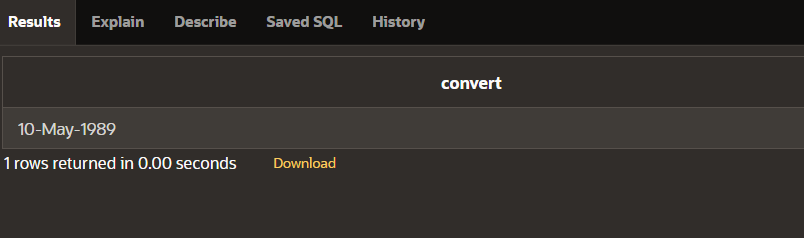 Results Explain Describe Saved SQL History
convert
10-May-1989
1 rows returned in 0.00 seconds Download